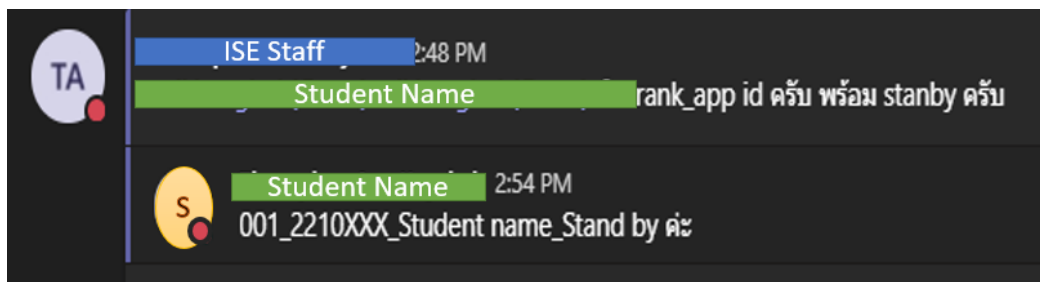 TA
ISE Staff 2:48 PM
Student Name rank_app id ครับ พร้อม stanby ครับ
S
Student Name 2:54 PM
001_2210XXX_Student name_Stand by ค่ะ